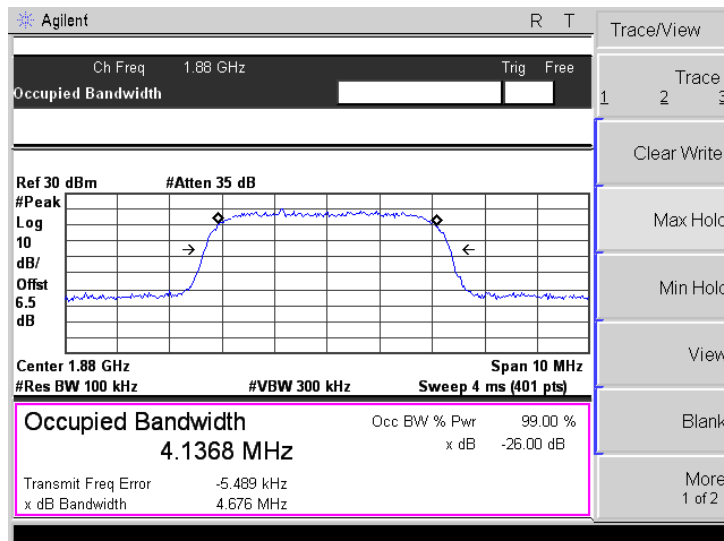 Agilent R T
Ch Freq 1.88 GHz Trig Free
Occupied Bandwidth
Ref 30 dBm #Atten 35 dB
#Peak
Log
10
dB/
Offst
6.5
dB
Center 1.88 GHz Span 10 MHz
#Res BW 100 kHz #VBW 300 kHz Sweep 4 ms (401 pts)
Occupied Bandwidth
4.1368 MHz
Occ BW % Pwr 99.00 %
x dB -26.00 dB
Transmit Freq Error -5.489 kHz
x dB Bandwidth 4.676 MHz
Trace/View
Trace
1 2 3
Clear Write
Max Hold
Min Hold
View
Blank
More
1 of 2